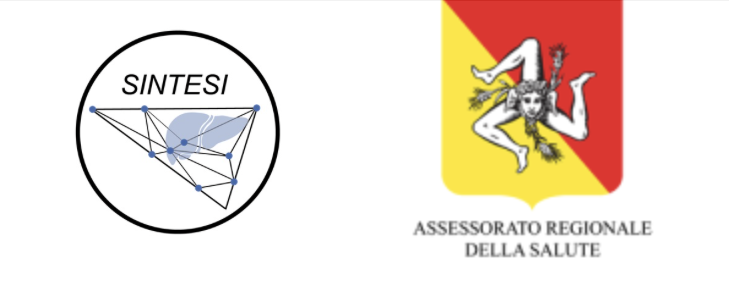 SINTESI
ASSESSORATO REGIONALE
DELLA SALUTE